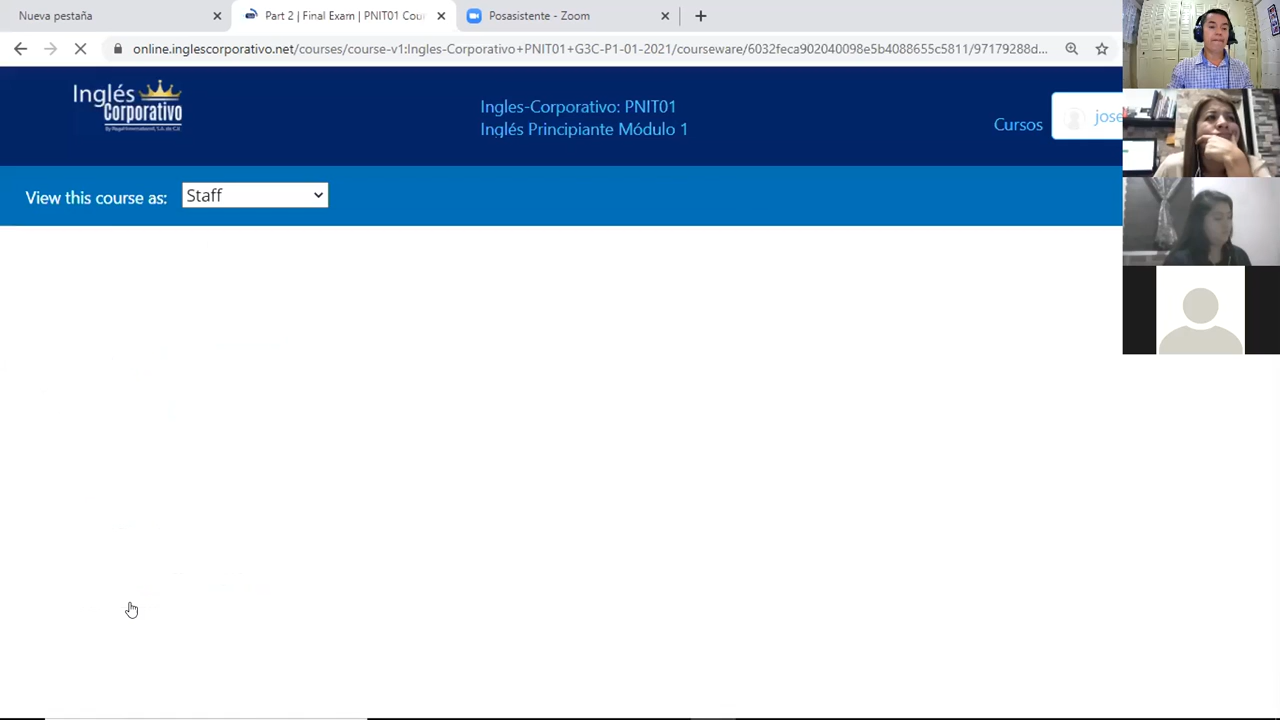 Nueva pestaña
Part 2 | Final Exam | PNIT01 Cou
Posasistente - Zoom
online.inglescorporativo.net/courses/course-v1:Ingles-Corporativo+PNIT01+G3C-P1-01-2021/courseware/6032feca902040098e5b4088655c5811/97179288d...
Inglés
Corporativo
Ingles-Corporativo: PNIT01
Inglés Principiante Módulo 1
Cursos
jose
View this course as:
Staff